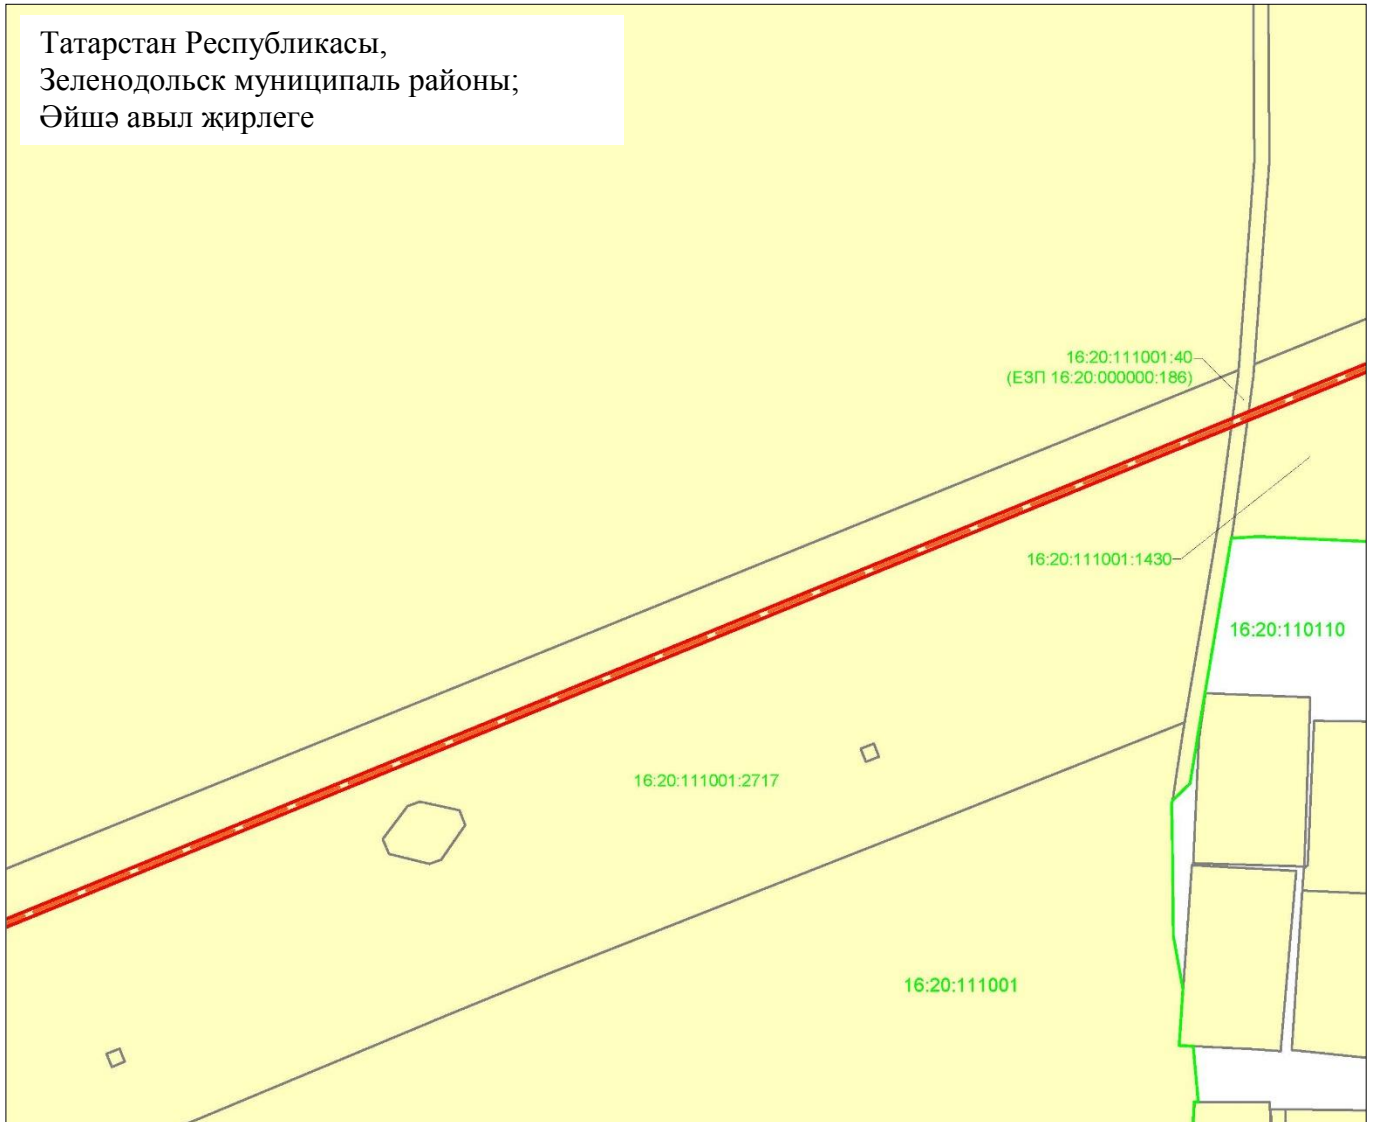 Татарстан Республикасы,
Зеленодольск муниципаль районы;
Әйшә авыл җирлеге
16:20:111001:40
(ЕЗП 16:20:000000:186)
16:20:111001:1430
16:20:110110
16:20:111001:2717
16:20:111001